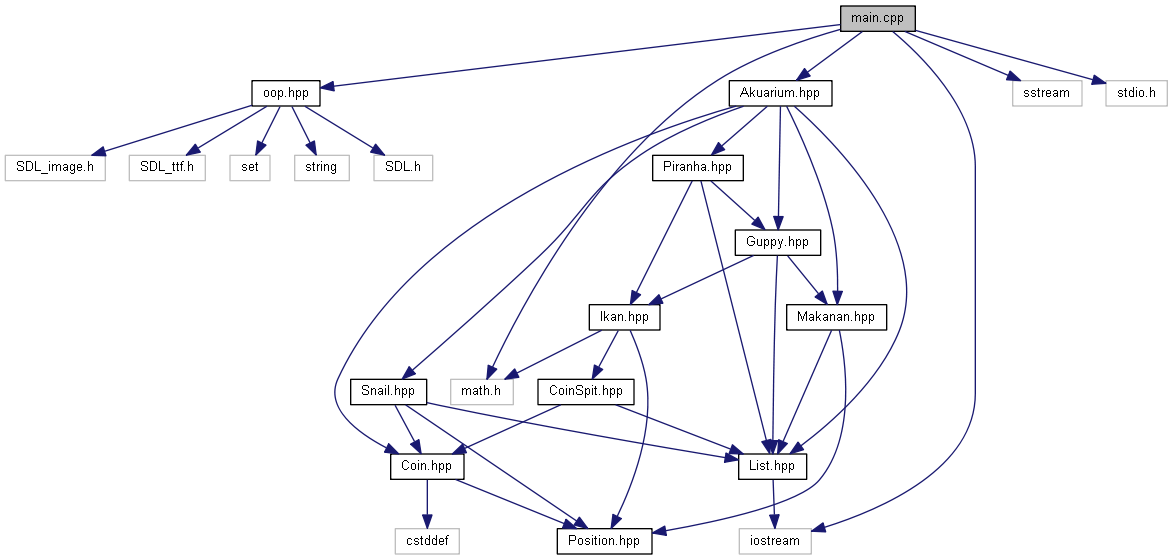 main.cpp
oop.hpp
Akuarium.hpp
sstream
stdio.h
SDL_image.h
SDL_ttf.h
set
string
SDL.h
Piranha.hpp
Guppy.hpp
Ikan.hpp
Makanan.hpp
Snail.hpp
math.h
CoinSpit.hpp
Coin.hpp
List.hpp
cstddef
Position.hpp
iostream